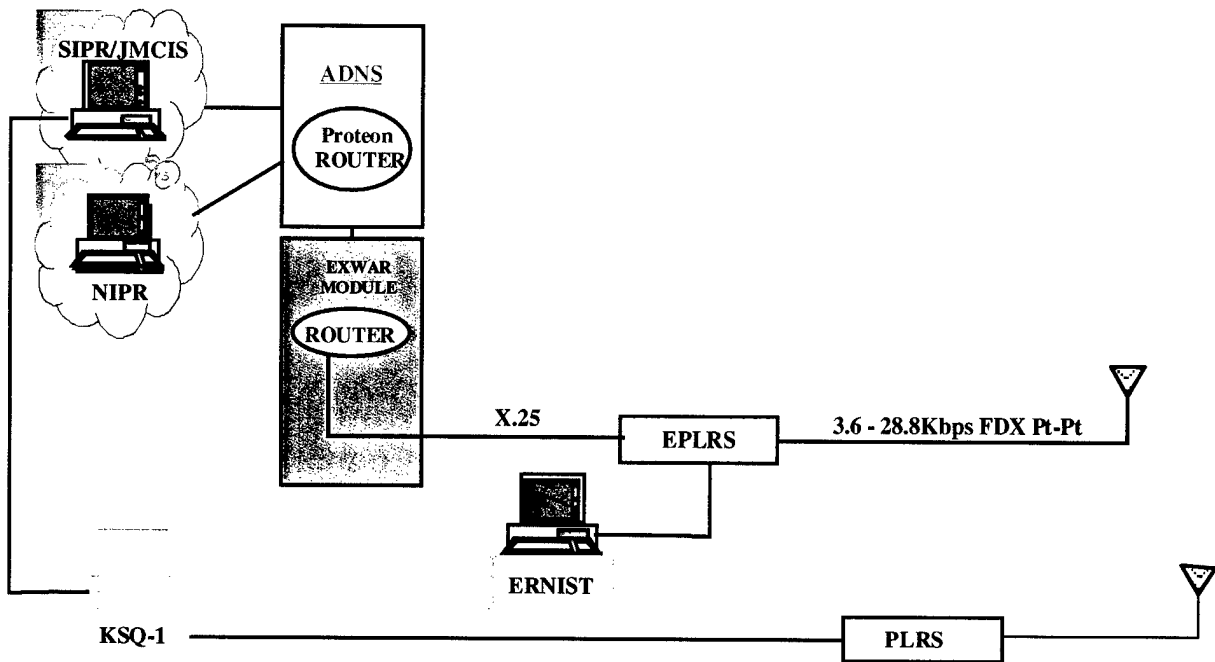 SIPR/JMCIS
ADNS
Proteon
ROUTER
NIPR
EXWAR
MODULE
ROUTER
X.25
EPLRS
3.6 - 28.8Kbps FDX Pt-Pt
ERNIST
KSQ-1
PLRS